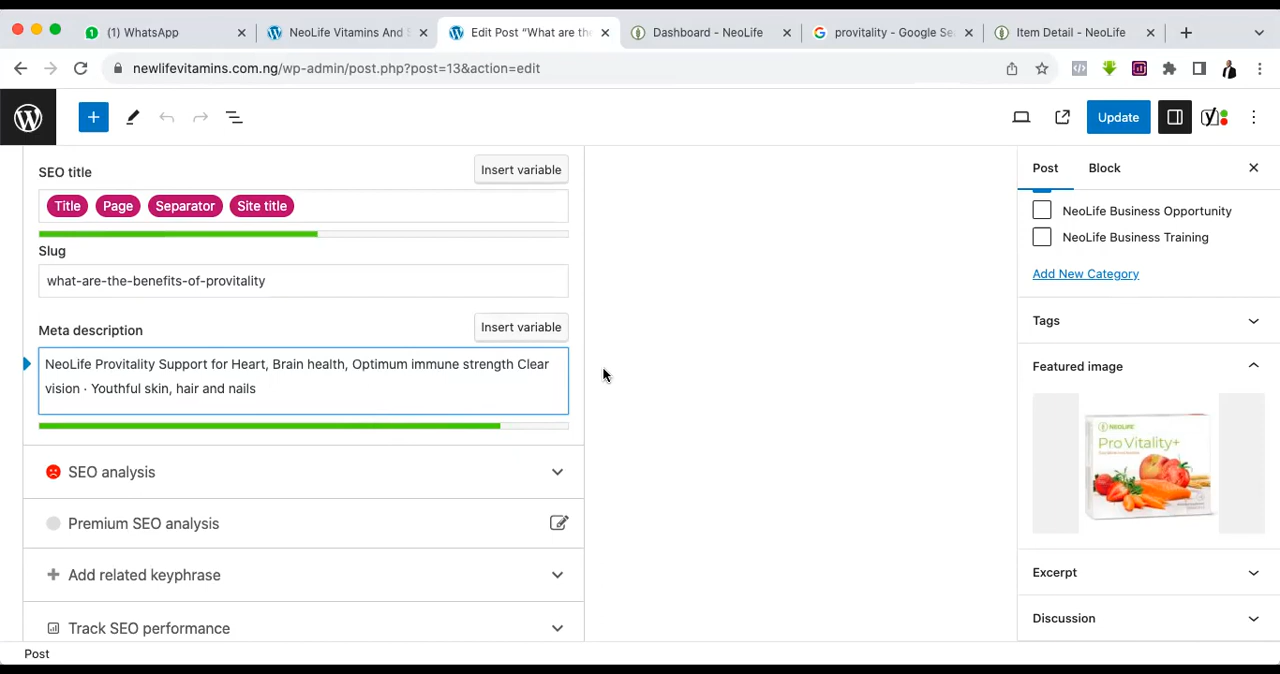 (1) WhatsApp
NeoLife Vitamins And S
Edit Post “What are the
Dashboard - NeoLife
provitality - Google Se
Item Detail - NeoLife
newlifevitamins.com.ng/wp-admin/post.php?post=13&action=edit
Update
SEO title
Insert variable
Title Page Separator Site title
Slug
what-are-the-benefits-of-provitality
Meta description
Insert variable
NeoLife Provitality Support for Heart, Brain health, Optimum immune strength Clear
vision · Youthful skin, hair and nails
SEO analysis
Premium SEO analysis
Add related keyphrase
Track SEO performance
Post
Post Block
NeoLife Business Opportunity
NeoLife Business Training
Add New Category
Tags
Featured image
NEOLIFE
Pro Vitality+
Excerpt
Discussion